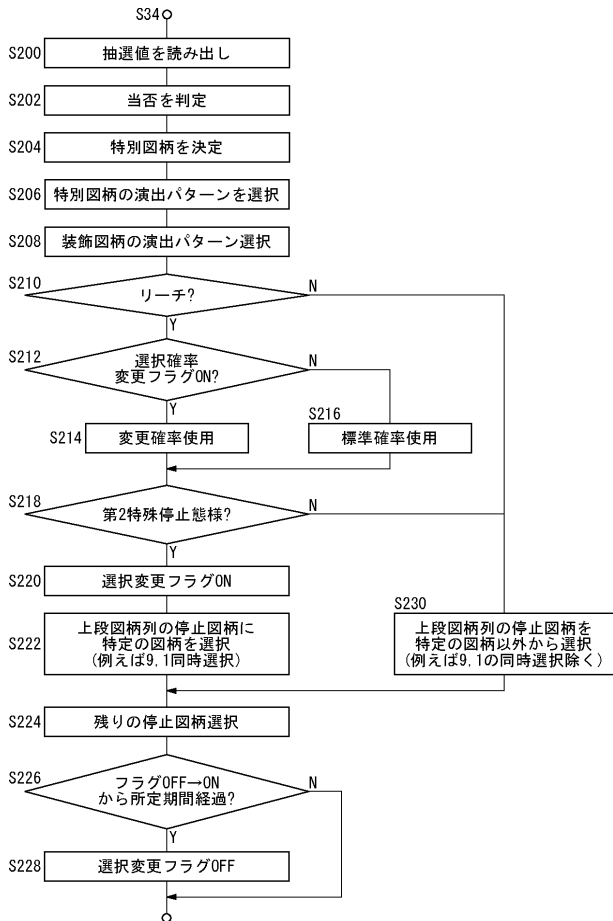 S34
S200
抽選値を読み出し
S202
当否を判定
S204
特別図柄を決定
S206
特別図柄の演出パターンを選択
S208
装飾図柄の演出パターン選択
S210
リーチ?
N
Y
S212
選択確率
変更フラグON?
N
Y
S214
変更確率使用
S216
標準確率使用
S218
第2特殊停止態様?
N
Y
S220
選択変更フラグON
S222
上段図柄列の停止図柄に
特定の図柄を選択
(例えば9,1同時選択)
S230
上段図柄列の停止図柄を
特定の図柄以外から選択
(例えば9,1の同時選択除く)
S224
残りの停止図柄選択
S226
フラグOFF→ON
から所定期間経過?
N
Y
S228
選択変更フラグOFF